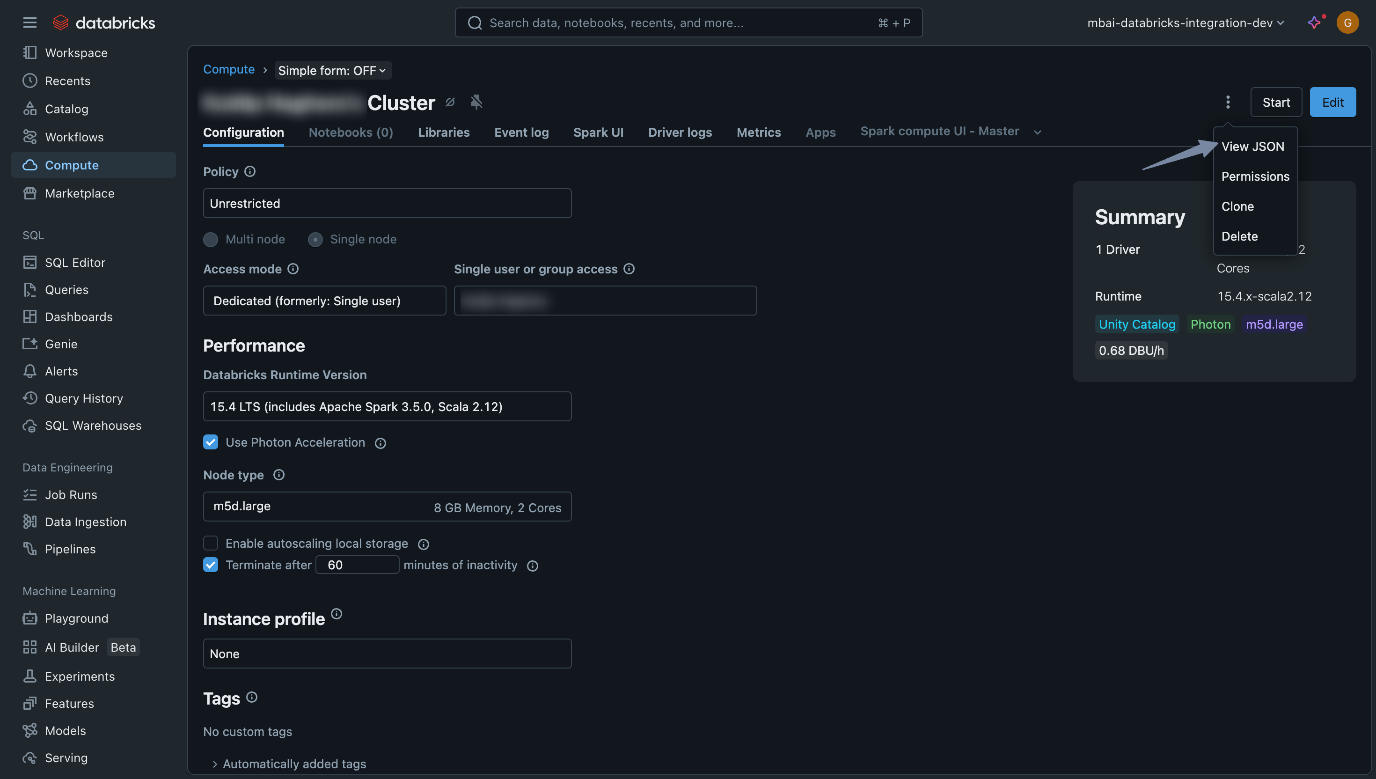 databricks
Search data, notebooks, recents, and more...
⌘ + P
mbai-databricks-integration-dev
G
Workspace
Recents
Catalog
Workflows
Compute
Marketplace
SQL
SQL Editor
Queries
Dashboards
Genie
Alerts
Query History
SQL Warehouses
Data Engineering
Job Runs
Data Ingestion
Pipelines
Machine Learning
Playground
AI Builder Beta
Experiments
Features
Models
Serving
Compute › Simple form: OFF
Cluster
Start
Edit
Configuration
Notebooks (0)
Libraries
Event log
Spark UI
Driver logs
Metrics
Apps
Spark compute UI - Master
View JSON
Permissions
Clone
Delete
Policy
Unrestricted
Multi node
Single node
Access mode
Single user or group access
Dedicated (formerly: Single user)
Performance
Databricks Runtime Version
15.4 LTS (includes Apache Spark 3.5.0, Scala 2.12)
Use Photon Acceleration
Node type
m5d.large
8 GB Memory, 2 Cores
Enable autoscaling local storage
Terminate after 60 minutes of inactivity
Instance profile
None
Tags
No custom tags
Automatically added tags
Summary
1 Driver
2
Cores
Runtime
15.4.x-scala2.12
Unity Catalog
Photon
m5d.large
0.68 DBU/h